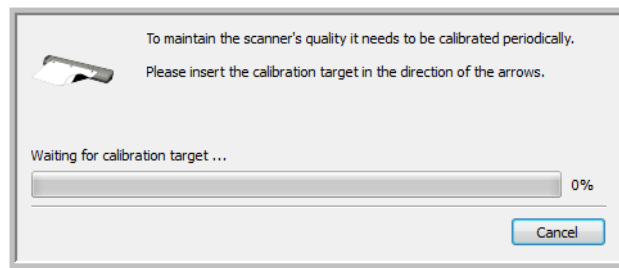 To maintain the scanner's quality it needs to be calibrated periodically.
Please insert the calibration target in the direction of the arrows.
Waiting for calibration target ...
0%
Cancel